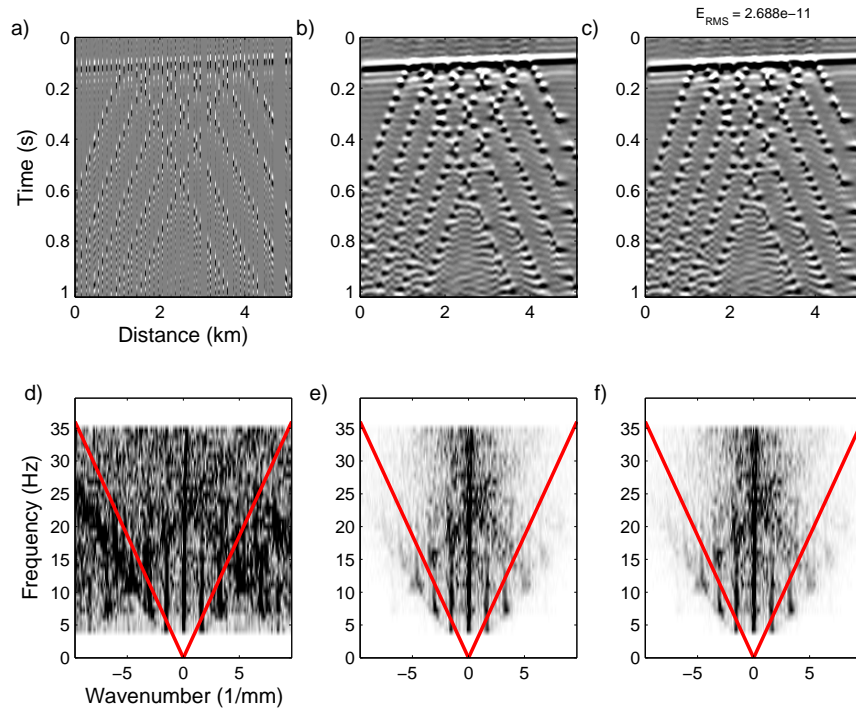 E_RMS = 2.688e−11
a) b) c)
0 0 0
0.2 0.2 0.2
0.4 0.4 0.4
0.6 0.6 0.6
0.8 0.8 0.8
1 1 1
Time (s)
0 2 4 0 2 4 0 2 4
Distance (km)
d) e) f)
35 35 35
30 30 30
25 25 25
20 20 20
15 15 15
10 10 10
5 5 5
0 0 0
Frequency (Hz)
−5 0 5 −5 0 5 −5 0 5
Wavenumber (1/mm)